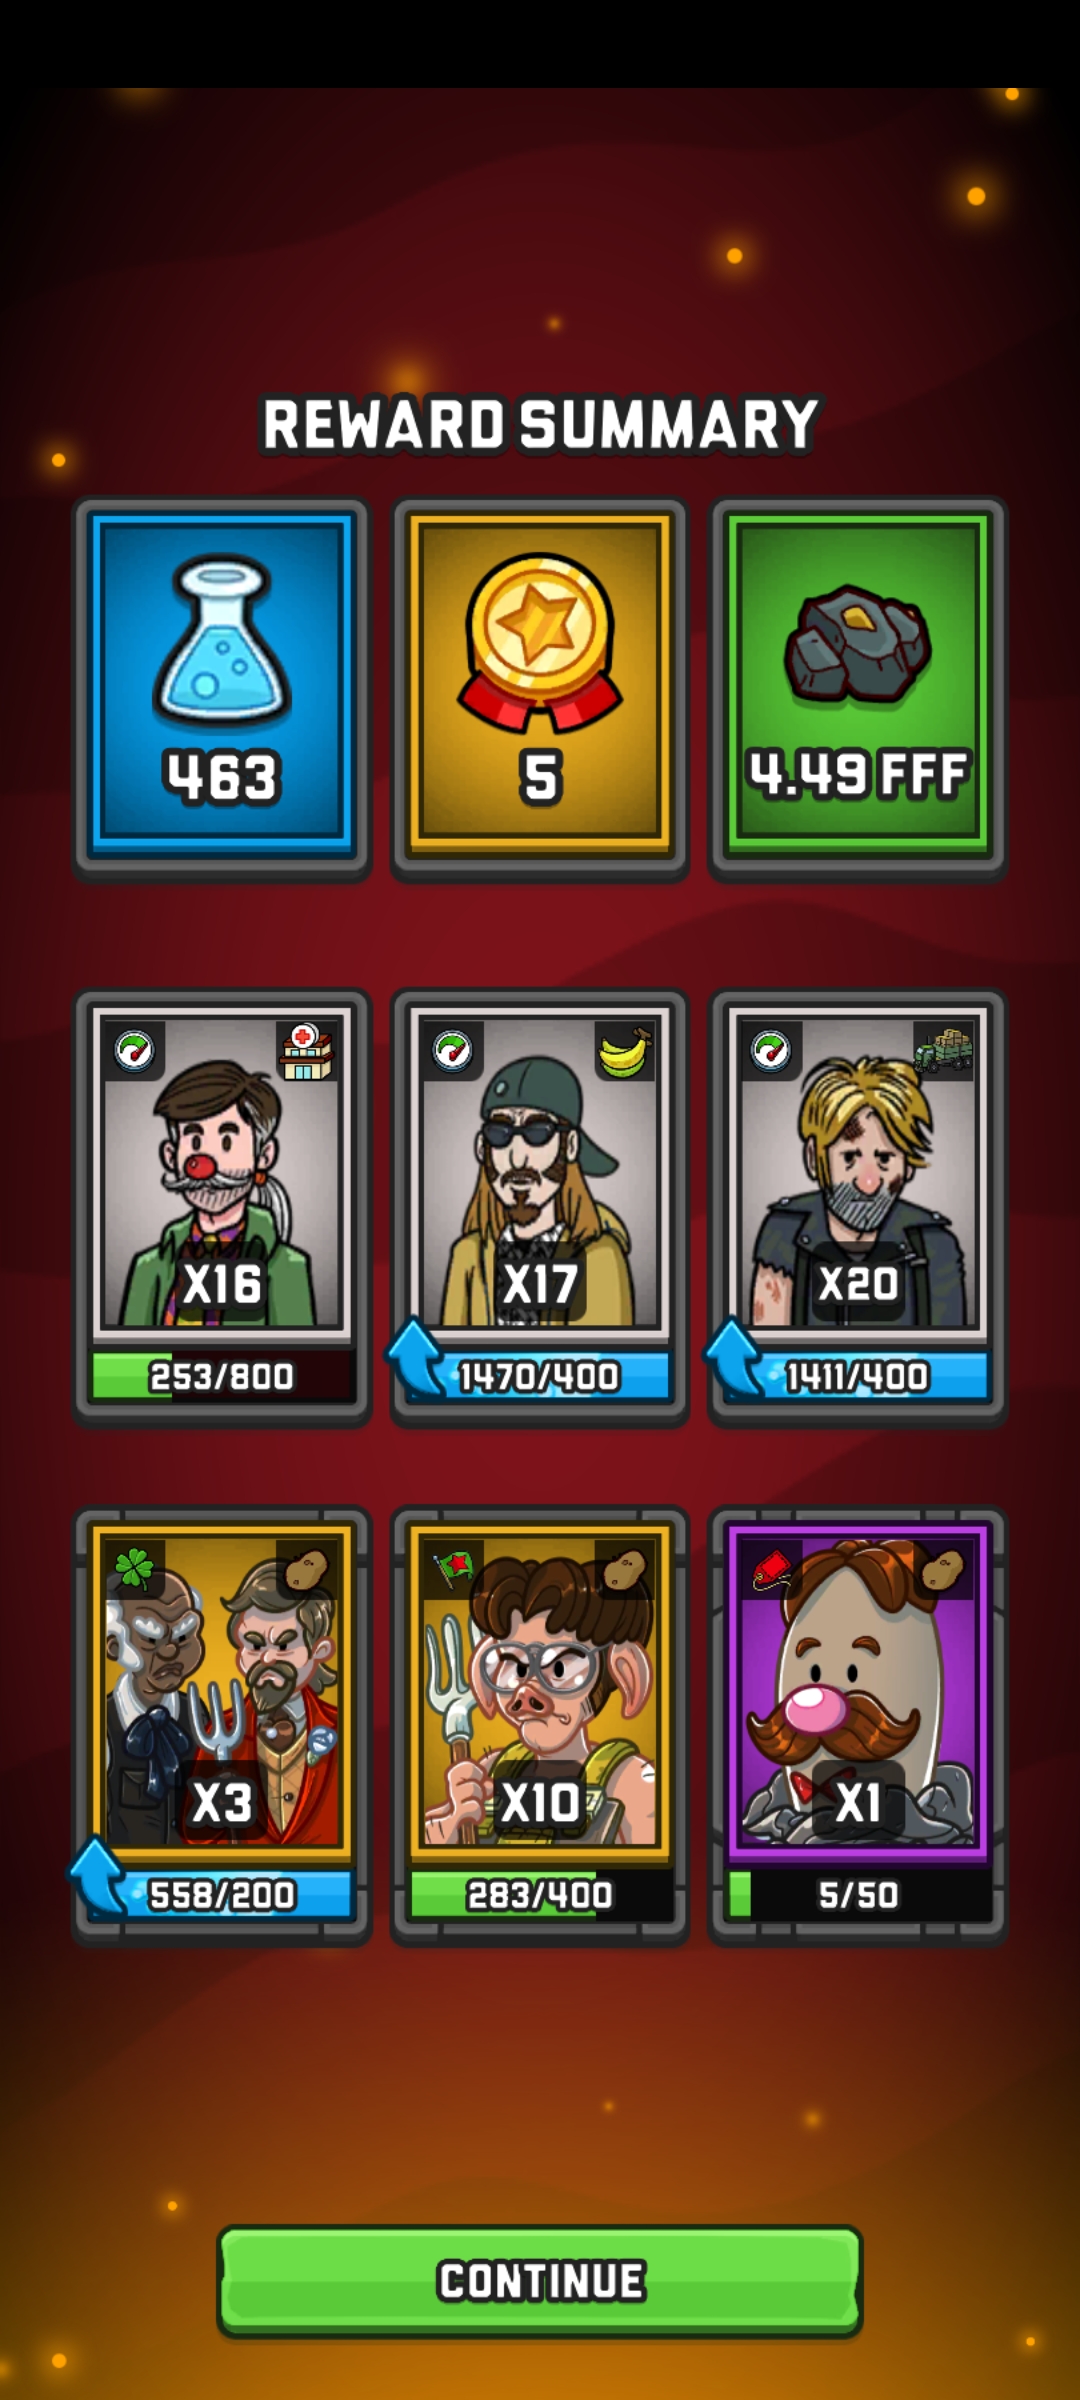 REWARD SUMMARY
463
5
4.49 FFF
X16
X17
X20
253/800
1470/400
1411/400
X3
X10
X1
558/200
283/400
5/50
CONTINUE